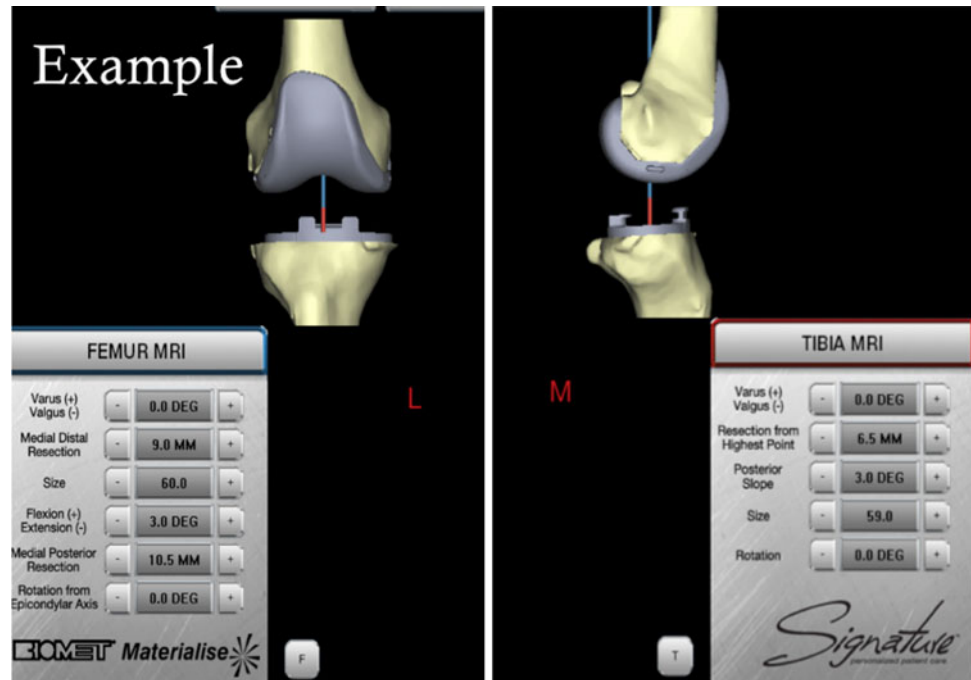 Example
FEMUR MRI
Varus (+)
Valgus (-)
- 0.0 DEG +
Medial Distal
Resection
- 9.0 MM +
Size
- 60.0 +
Flexion (+)
Extension (-)
- 3.0 DEG +
Medial Posterior
Resection
- 10.5 MM +
Rotation from
Epicondylar Axis
- 0.0 DEG +
BIOMET Materialise
F
L
M
TIBIA MRI
Varus (+)
Valgus (-)
- 0.0 DEG +
Resection from
Highest Point
- 6.5 MM +
Posterior
Slope
- 3.0 DEG +
Size
- 59.0 +
Rotation
- 0.0 DEG +
T
Signature
personalized patient care